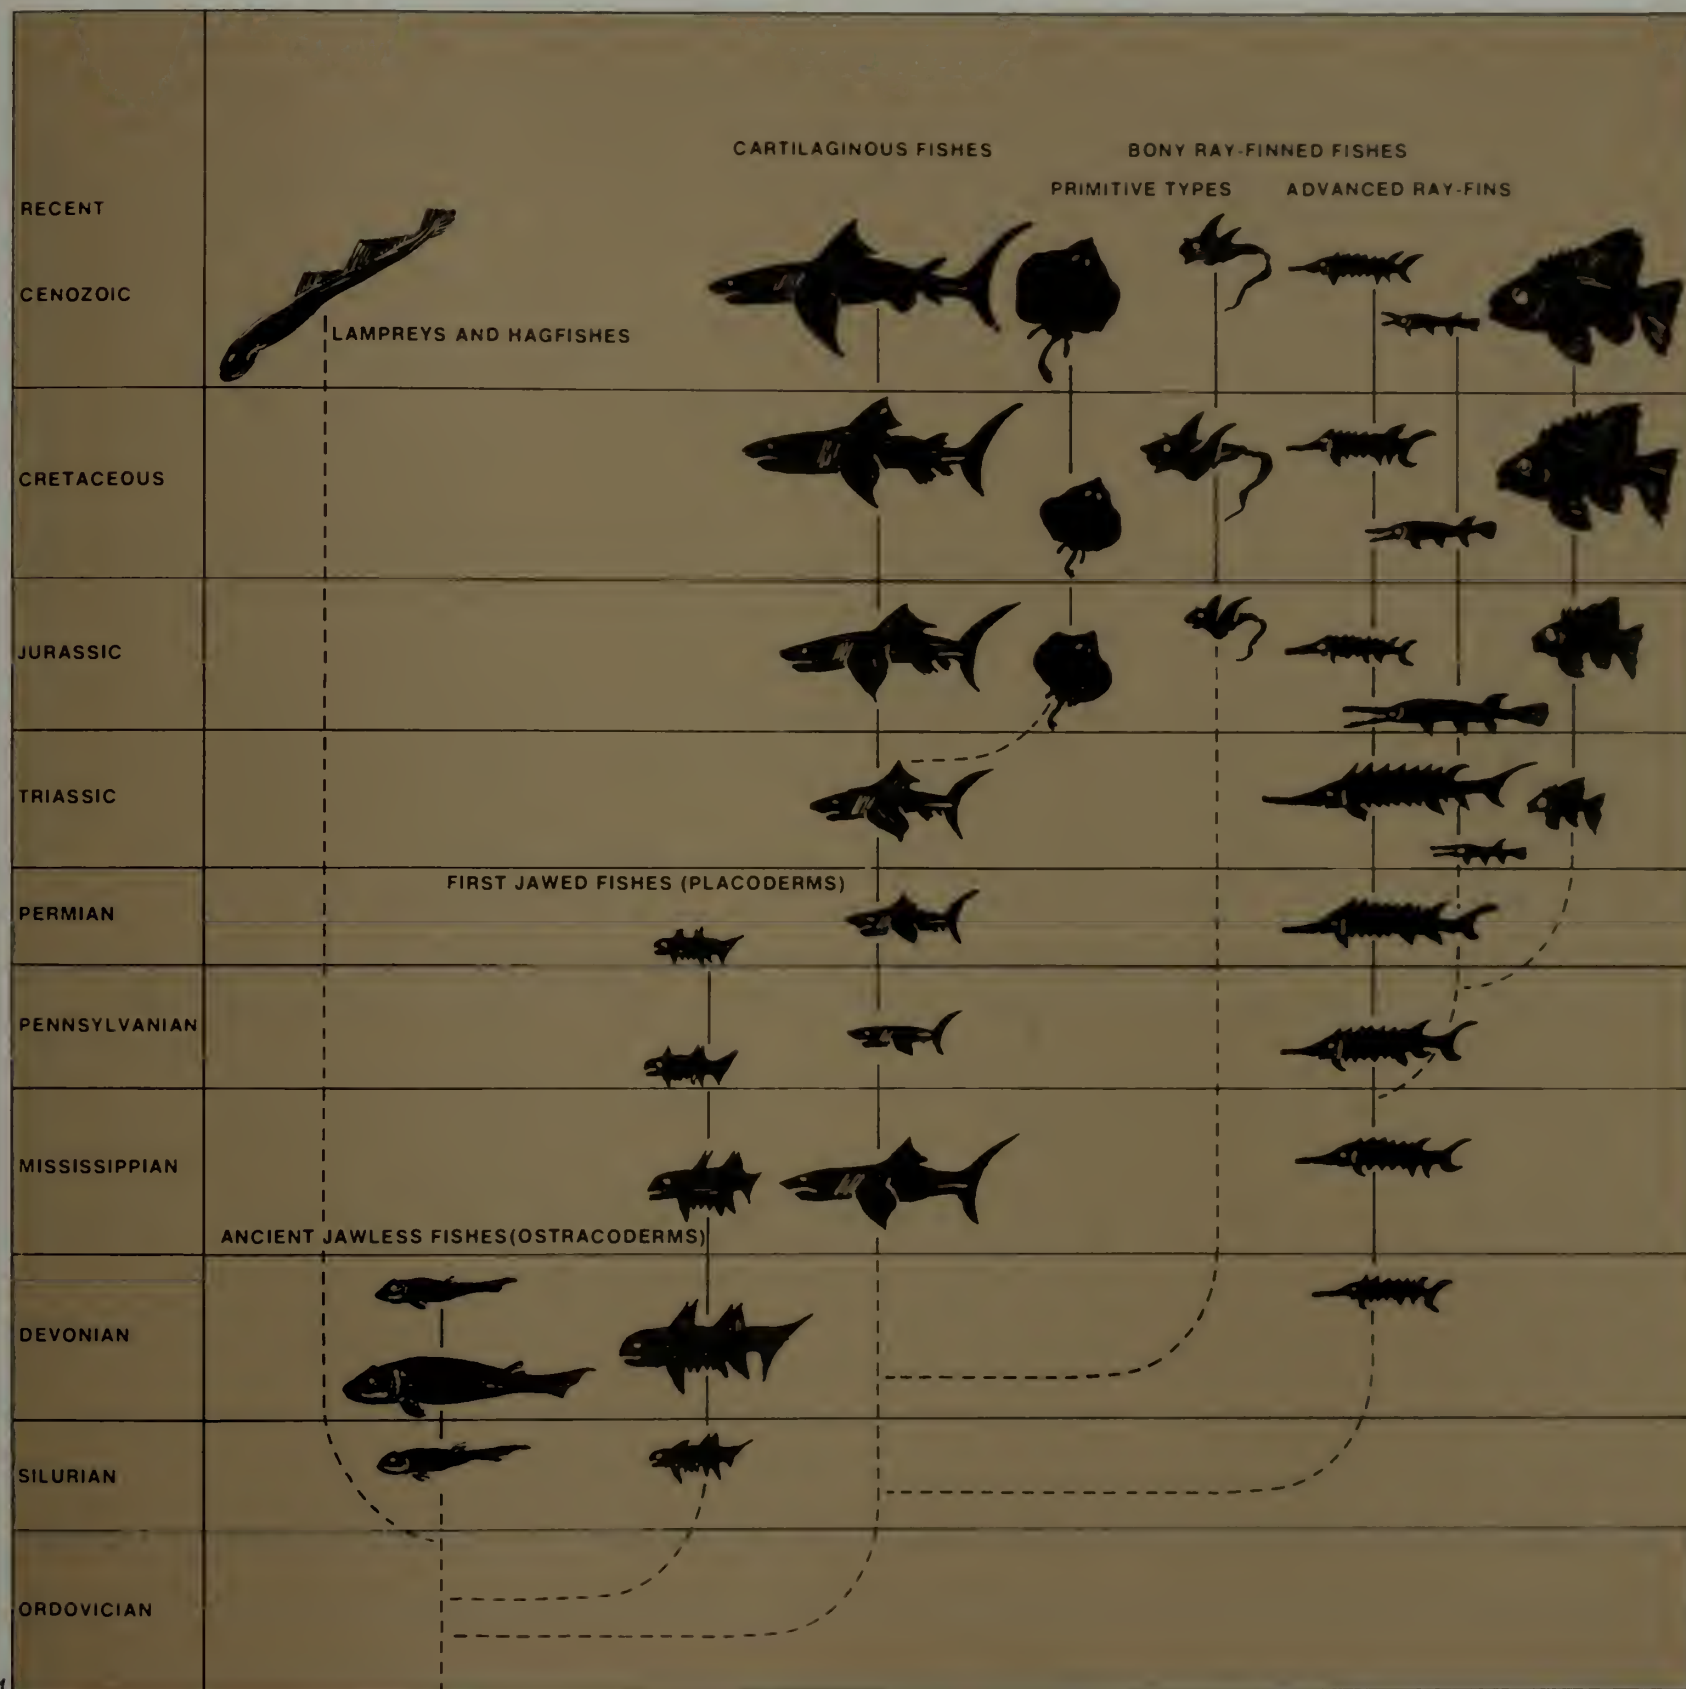 CARTILAGINOUS FISHES
BONY RAY-FINNED FISHES
PRIMITIVE TYPES
ADVANCED RAY-FINS
RECENT
CENOZOIC
LAMPREYS AND HAGFISHES
CRETACEOUS
JURASSIC
TRIASSIC
FIRST JAWED FISHES (PLACODERMS)
PERMIAN
PENNSYLVANIAN
MISSISSIPPIAN
ANCIENT JAWLESS FISHES(OSTRACODERMS)
DEVONIAN
SILURIAN
ORDOVICIAN